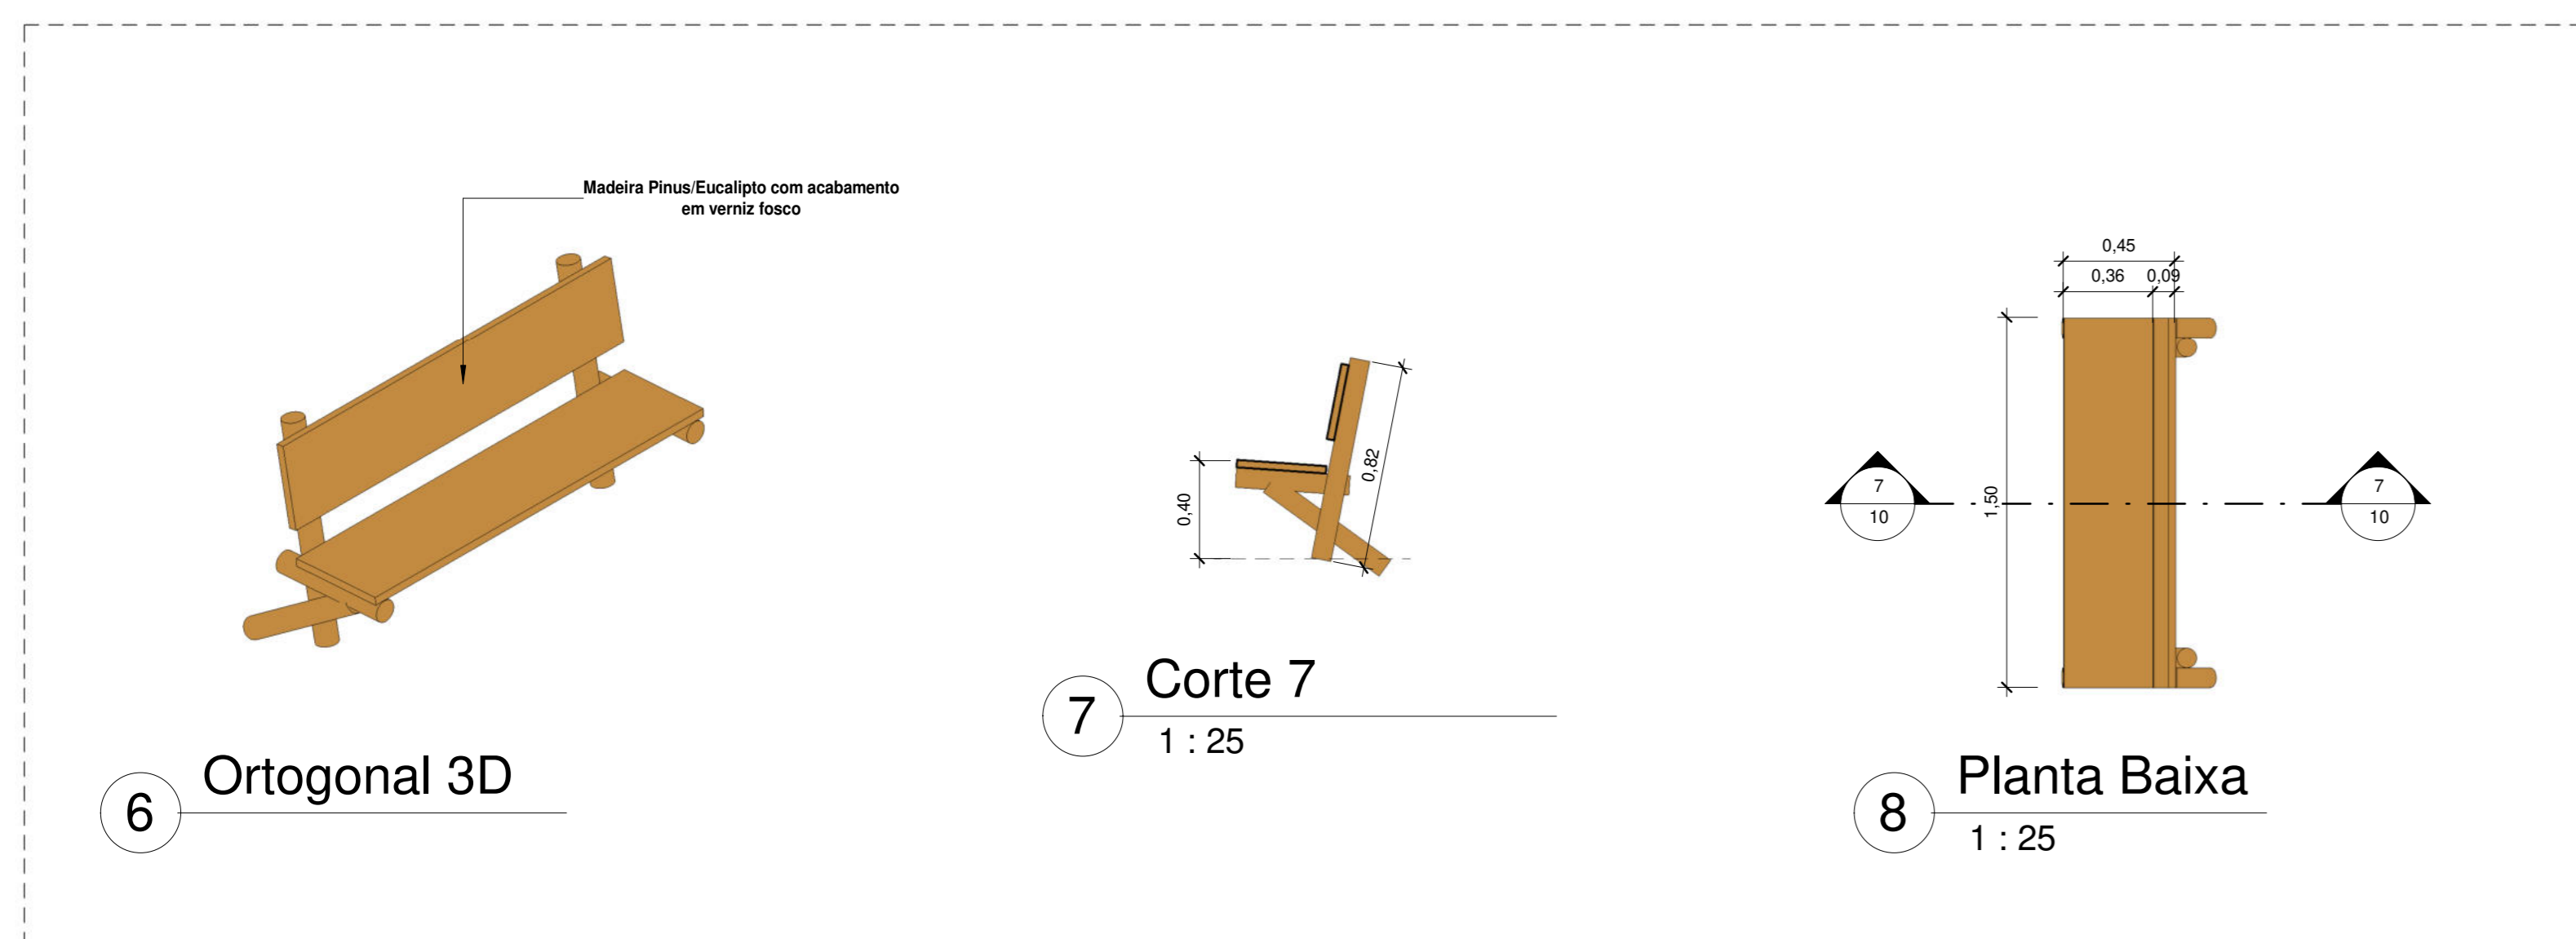 Madeira Pinus/Eucalipto com acabamento
em verniz fosco
6
Ortogonal 3D
0,40
0,82
7
Corte 7
1 : 25
0,45
0,36 0,09
1,50
7
10
7
10
8
Planta Baixa
1 : 25